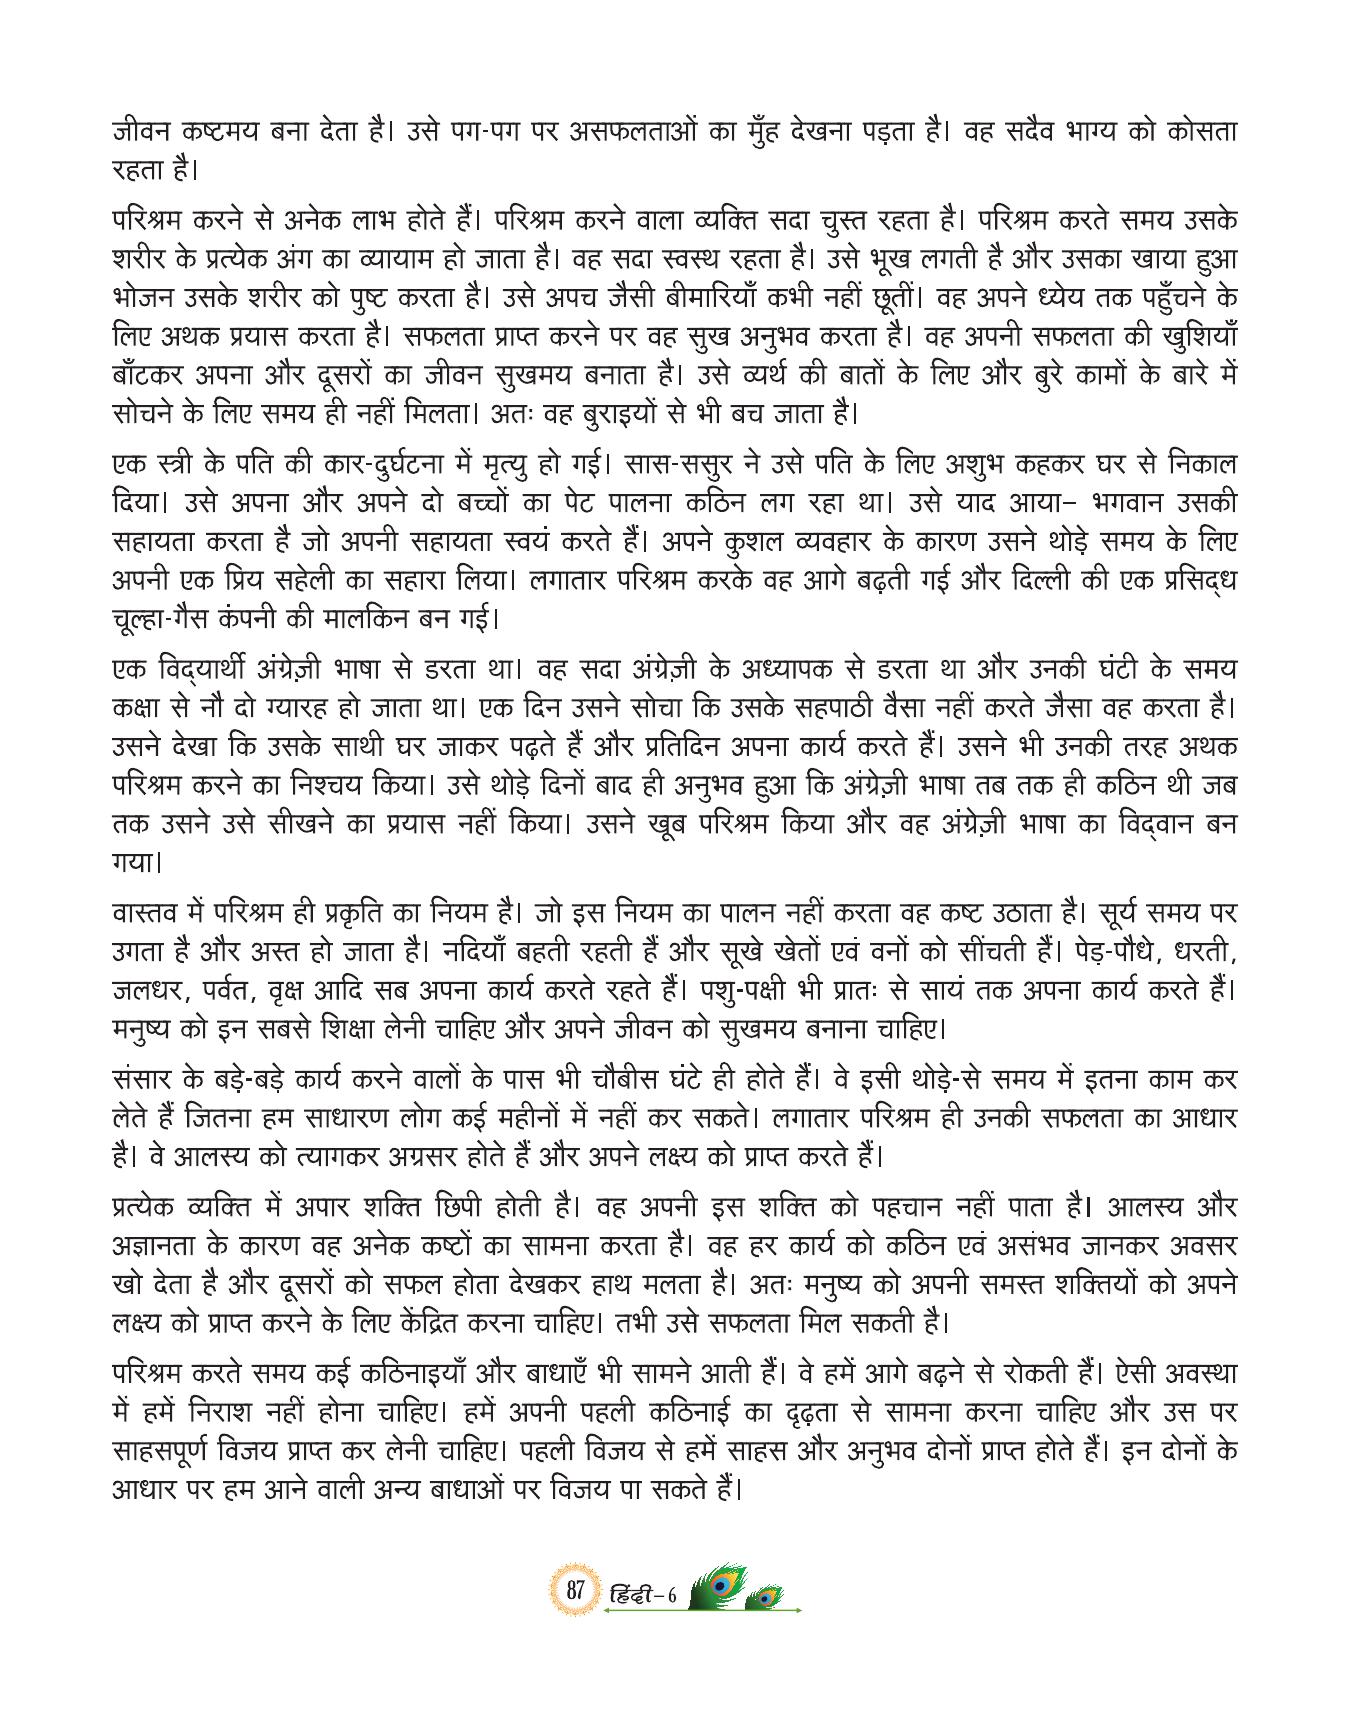 जीवन कष्टमय बना देता है। उसे पग-पग पर असफलताओं का मुँह देखना पड़ता है। वह सदैव भाग्य को कोसता
रहता है।
परिश्रम करने से अनेक लाभ होते हैं। परिश्रम करने वाला व्यक्ति सदा चुस्त रहता है। परिश्रम करते समय उसके
शरीर के प्रत्येक अंग का व्यायाम हो जाता है। वह सदा स्वस्थ रहता है। उसे भूख लगती है और उसका खाया हुआ
भोजन उसके शरीर को पुष्ट करता है। उसे अपच जैसी बीमारियाँ कभी नहीं छूतीं। वह अपने ध्येय तक पहुँचने के
लिए अथक प्रयास करता है। सफलता प्राप्त करने पर वह सुख अनुभव करता है। वह अपनी सफलता की खुशियाँ
बाँटकर अपना और दूसरों का जीवन सुखमय बनाता है। उसे व्यर्थ की बातों के लिए और बुरे कामों के बारे में
सोचने के लिए समय ही नहीं मिलता। अतः वह बुराइयों से भी बच जाता है।
एक स्त्री के पति की कार-दुर्घटना में मृत्यु हो गई। सास-ससुर ने उसे पति के लिए अशुभ कहकर घर से निकाल
दिया। उसे अपना और अपने दो बच्चों का पेट पालना कठिन लग रहा था। उसे याद आया– भगवान उसकी
सहायता करता है जो अपनी सहायता स्वयं करते हैं। अपने कुशल व्यवहार के कारण उसने थोड़े समय के लिए
अपनी एक प्रिय सहेली का सहारा लिया। लगातार परिश्रम करके वह आगे बढ़ती गई और दिल्ली की एक प्रसिद्‌ध
चूल्हा-गैस कंपनी की मालकिन बन गई।
एक विद्‌यार्थी अंग्रेज़ी भाषा से डरता था। वह सदा अंग्रेज़ी के अध्यापक से डरता था और उनकी घंटी के समय
कक्षा से नौ दो ग्यारह हो जाता था। एक दिन उसने सोचा कि उसके सहपाठी वैसा नहीं करते जैसा वह करता है।
उसने देखा कि उसके साथी घर जाकर पढ़ते हैं और प्रतिदिन अपना कार्य करते हैं। उसने भी उनकी तरह अथक
परिश्रम करने का निश्चय किया। उसे थोड़े दिनों बाद ही अनुभव हुआ कि अंग्रेज़ी भाषा तब तक ही कठिन थी जब
तक उसने उसे सीखने का प्रयास नहीं किया। उसने खूब परिश्रम किया और वह अंग्रेज़ी भाषा का विद्‌वान बन
गया।
वास्तव में परिश्रम ही प्रकृति का नियम है। जो इस नियम का पालन नहीं करता वह कष्ट उठाता है। सूर्य समय पर
उगता है और अस्त हो जाता है। नदियाँ बहती रहती हैं और सूखे खेतों एवं वनों को सींचती हैं। पेड़-पौधे, धरती,
जलधर, पर्वत, वृक्ष आदि सब अपना कार्य करते रहते हैं। पशु-पक्षी भी प्रातः से सायं तक अपना कार्य करते हैं।
मनुष्य को इन सबसे शिक्षा लेनी चाहिए और अपने जीवन को सुखमय बनाना चाहिए।
संसार के बड़े-बड़े कार्य करने वालों के पास भी चौबीस घंटे ही होते हैं। वे इसी थोड़े-से समय में इतना काम कर
लेते हैं जितना हम साधारण लोग कई महीनों में नहीं कर सकते। लगातार परिश्रम ही उनकी सफलता का आधार
है। वे आलस्य को त्यागकर अग्रसर होते हैं और अपने लक्ष्य को प्राप्त करते हैं।
प्रत्येक व्यक्ति में अपार शक्ति छिपी होती है। वह अपनी इस शक्ति को पहचान नहीं पाता है। आलस्य और
अज्ञानता के कारण वह अनेक कष्टों का सामना करता है। वह हर कार्य को कठिन एवं असंभव जानकर अवसर
खो देता है और दूसरों को सफल होता देखकर हाथ मलता है। अतः मनुष्य को अपनी समस्त शक्तियों को अपने
लक्ष्य को प्राप्त करने के लिए केंद्रित करना चाहिए। तभी उसे सफलता मिल सकती है।
परिश्रम करते समय कई कठिनाइयाँ और बाधाएँ भी सामने आती हैं। वे हमें आगे बढ़ने से रोकती हैं। ऐसी अवस्था
में हमें निराश नहीं होना चाहिए। हमें अपनी पहली कठिनाई का दृढ़ता से सामना करना चाहिए और उस पर
साहसपूर्ण विजय प्राप्त कर लेनी चाहिए। पहली विजय से हमें साहस और अनुभव दोनों प्राप्त होते हैं। इन दोनों के
आधार पर हम आने वाली अन्य बाधाओं पर विजय पा सकते हैं।
87 हिंदी–6